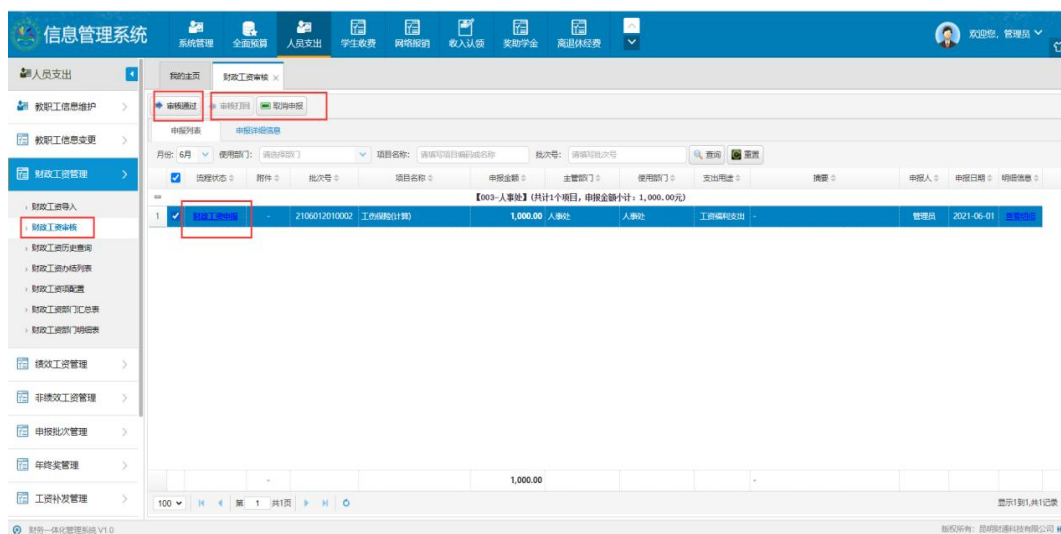 信息管理系统
系统管理 全面预算 人员支出 学生收费 网络报销 收入认领 奖助学金 离退休经费
欢迎您, 管理员
人员支出
我的主页 财政工资审核 ×
教职工信息维护
审核通过 审核打回 取消申报
教职工信息变更
申报列表 申报详细信息
月份: 6月 使用部门: 请选择部门 项目名称: 请填写项目编码或名称 批次号: 请填写批次号 查询 重置
财政工资管理
流程状态 附件 批次号 项目名称 申报金额 主管部门 使用部门 支出用途 摘要 申报人 申报日期 明细信息
【003-人事处】(共计1个项目, 申报金额小计: 1,000.00元)
1 财政工资申报 - 2106012010002 工伤保险(计算) 1,000.00 人事处 人事处 工资福利支出 - 管理员 2021-06-01 查看明细
财政工资导入
财政工资审核
财政工资历史查询
财政工资办结列表
财政工资项配置
财政工资部门汇总表
财政工资部门明细表
绩效工资管理
非绩效工资管理
申报批次管理
年终奖管理
工资补发管理
- 1,000.00 -
100 第 1 共1页 显示1到1,共1记录
财务一体化管理系统 V1.0
版权所有: 昆明财通科技有限公司